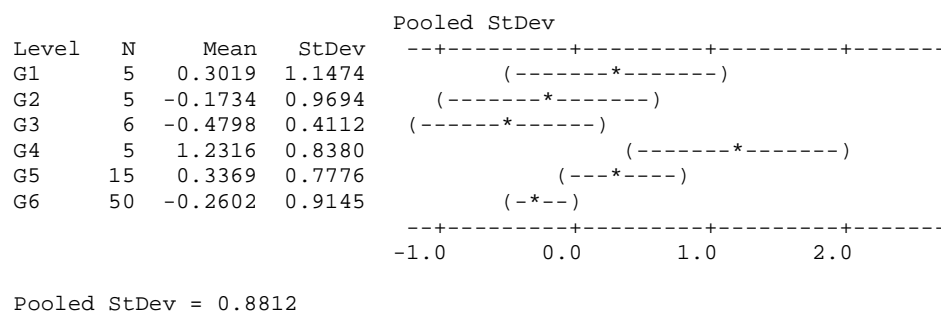 Pooled StDev
Level   N     Mean    StDev   --+---------+---------+---------+-------
G1      5   0.3019   1.1474          (-------*-------)
G2      5  -0.1734   0.9694     (-------*-------)
G3      6  -0.4798   0.4112   (------*------)
G4      5   1.2316   0.8380                   (-------*-------)
G5     15   0.3369   0.7776              (---*----)
G6     50  -0.2602   0.9145          (-*--)
--+---------+---------+---------+-------
-1.0       0.0       1.0       2.0
Pooled StDev = 0.8812